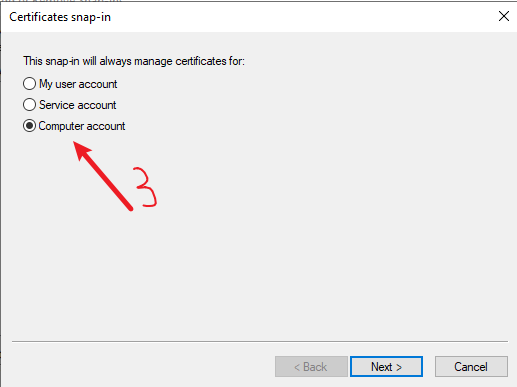 Certificates snap-in
This snap-in will always manage certificates for:
My user account
Service account
Computer account
3
< Back
Next >
Cancel